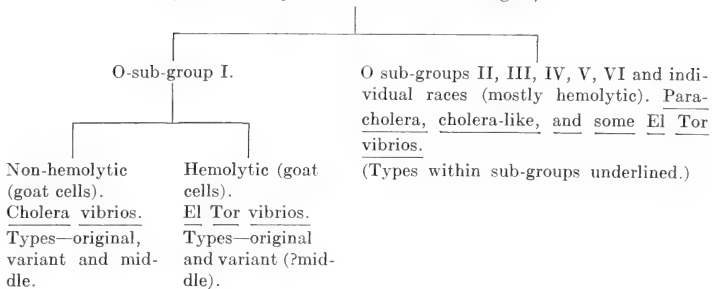 O-sub-group I.
O sub-groups II, III, IV, V, VI and indi-
vidual races (mostly hemolytic). Para-
cholera, cholera-like, and some El Tor
vibrios.
(Types within sub-groups underlined.)
Non-hemolytic
(goat cells).
Cholera vibrios.
Types—original,
variant and mid-
dle.
Hemolytic (goat
cells).
El Tor vibrios.
Types—original
and variant (?mid-
dle).